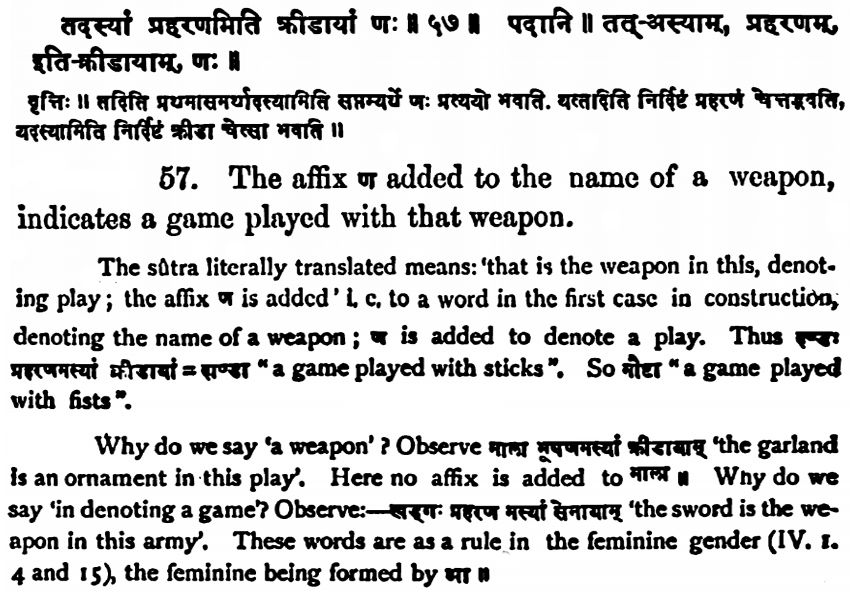 तदस्यां प्रहरणमिति क्रीडायां णः ॥ ५७ ॥ पदानि ॥ तत्-अस्याम्, प्रहरणम्,
इति-क्रीडायाम्, णः ॥
वृत्तिः ॥ तदिति प्रथमासमर्थादस्यामिति सप्तम्यर्थे णः प्रत्ययो भवति. यत्तदिति निर्दिष्टं प्रहरणं चेत्तद्भवति,
यदस्यामिति निर्दिष्टं क्रीडा चेत्सा भवति ॥
57. The affix ण added to the name of a weapon,
indicates a game played with that weapon.
The sûtra literally translated means: 'that is the weapon in this, denot-
ing play; the affix ण is added' i. e. to a word in the first case in construction,
denoting the name of a weapon; ण is added to denote a play. Thus दण्डः
प्रहरणमस्यां क्रीडायां = दाण्डा "a game played with sticks". So मौष्टा "a game played
with fists".
Why do we say 'a weapon'? Observe माला भूषणमस्यां क्रीडायाम् 'the garland
is an ornament in this play'. Here no affix is added to माला ॥ Why do we
say 'in denoting a game'? Observe:—खड्गः प्रहरण मस्यां सेनायाम् 'the sword is the we-
apon in this army'. These words are as a rule in the feminine gender (IV. 1.
4 and 15), the feminine being formed by आ ॥